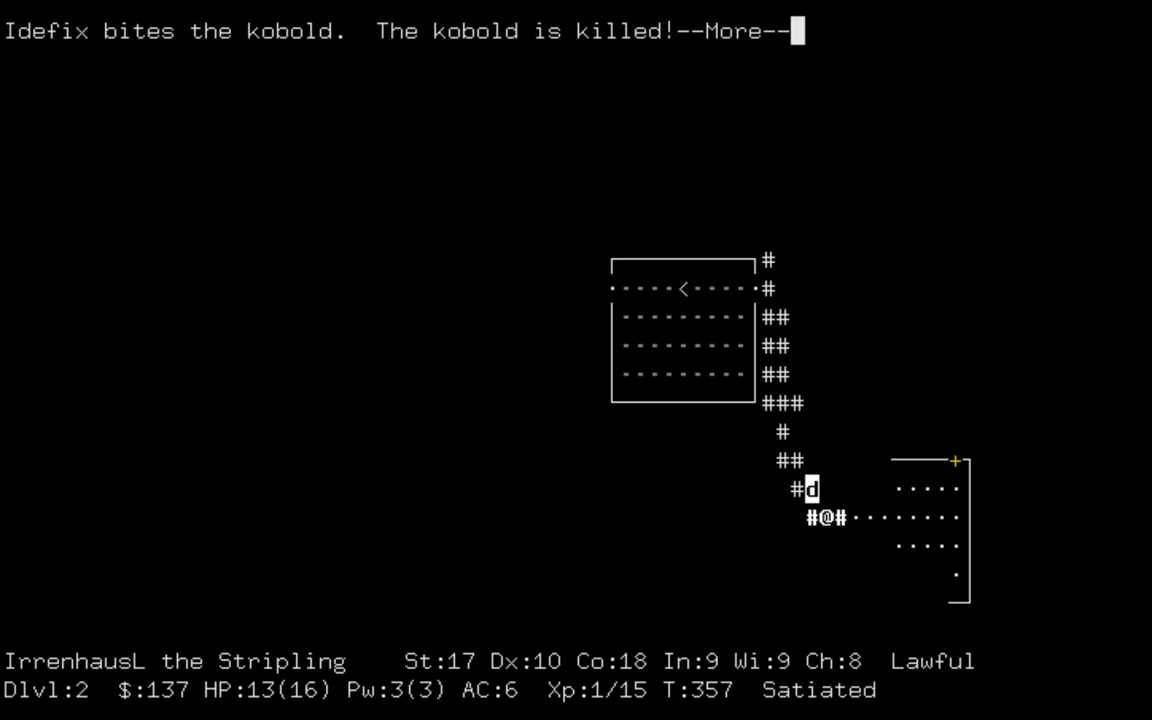 Idefix bites the kobold.  The kobold is killed!--More--
#
.-----<-----.#
---------##
---------##
---------##
###
#
##  +
#d  .....
#@#........
.....
.
IrrenhausL the Stripling    St:17 Dx:10 Co:18 In:9 Wi:9 Ch:8  Lawful
Dlvl:2  $:137 HP:13(16) Pw:3(3) AC:6  Xp:1/15 T:357  Satiated